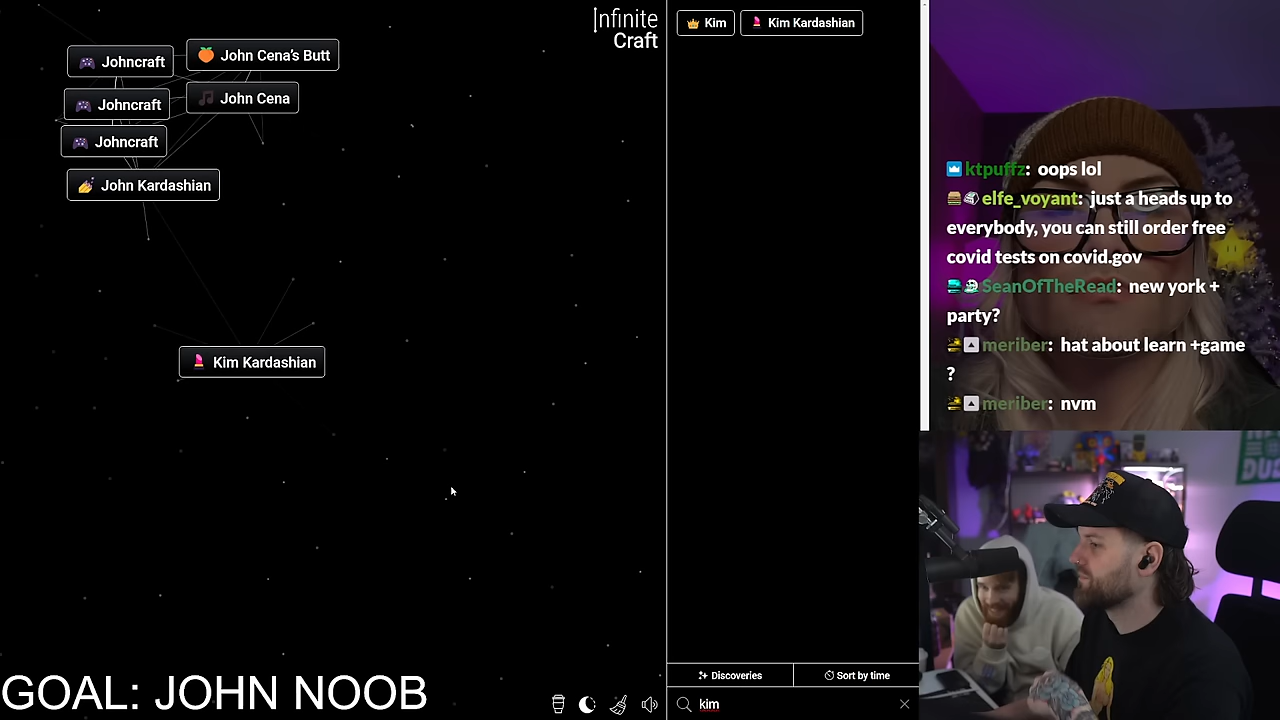 Infinite
Craft
Johncraft
John Cena's Butt
Johncraft
John Cena
Johncraft
John Kardashian
Kim Kardashian
GOAL: JOHN NOOB
Kim
Kim Kardashian
Discoveries
Sort by time
kim
ktpuffz: oops lol
elfe_voyant: just a heads up to
everybody, you can still order free
covid tests on covid.gov
SeanOfTheRead: new york +
party?
meriber: hat about learn +game
?
meriber: nvm